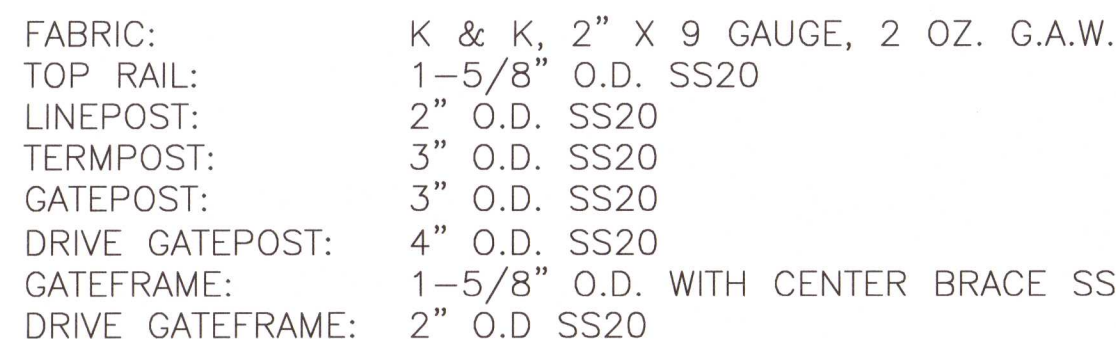 FABRIC: K & K, 2" X 9 GAUGE, 2 OZ. G.A.W.
TOP RAIL: 1-5/8" O.D. SS20
LINEPOST: 2" O.D. SS20
TERMPOST: 3" O.D. SS20
GATEPOST: 3" O.D. SS20
DRIVE GATEPOST: 4" O.D. SS20
GATEFRAME: 1-5/8" O.D. WITH CENTER BRACE SS
DRIVE GATEFRAME: 2" O.D SS20